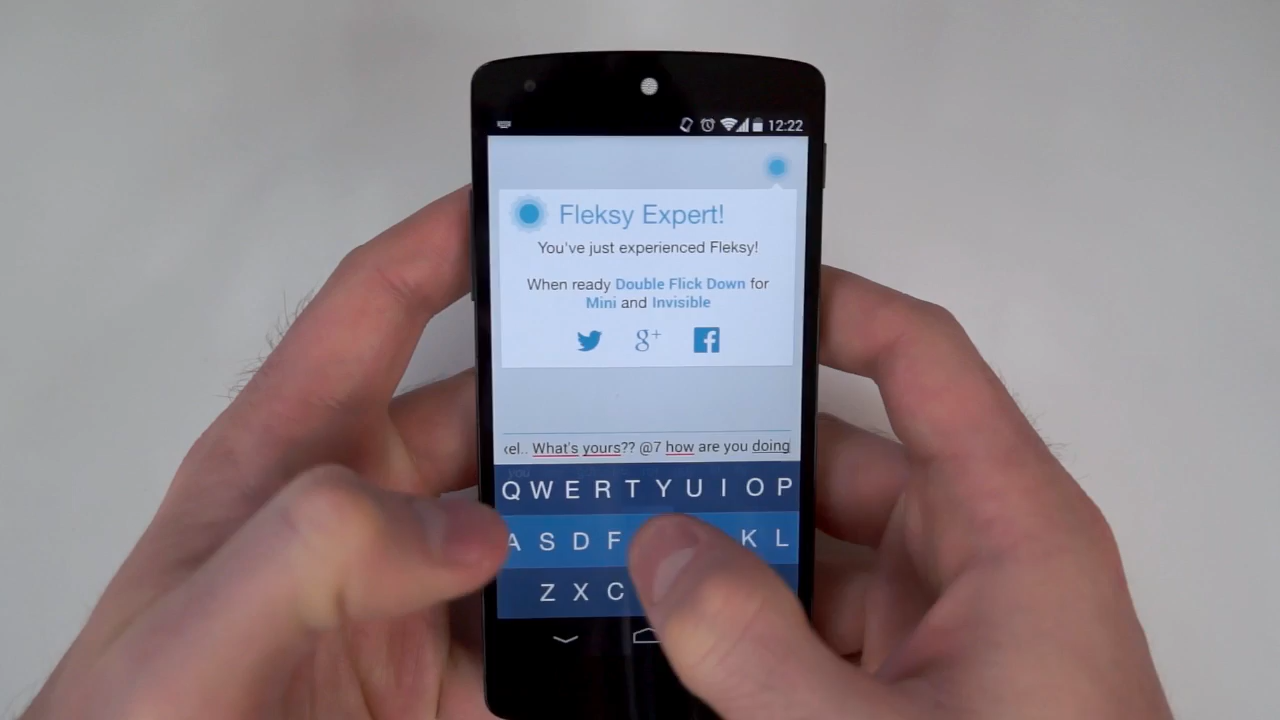 12:22
Fleksy Expert!
You've just experienced Fleksy!
When ready Double Flick Down for
Mini and Invisible
g+ f
What's yours?? @7 how are you doing
you
Q W E R T Y U I O P
A S D F K L
Z X C